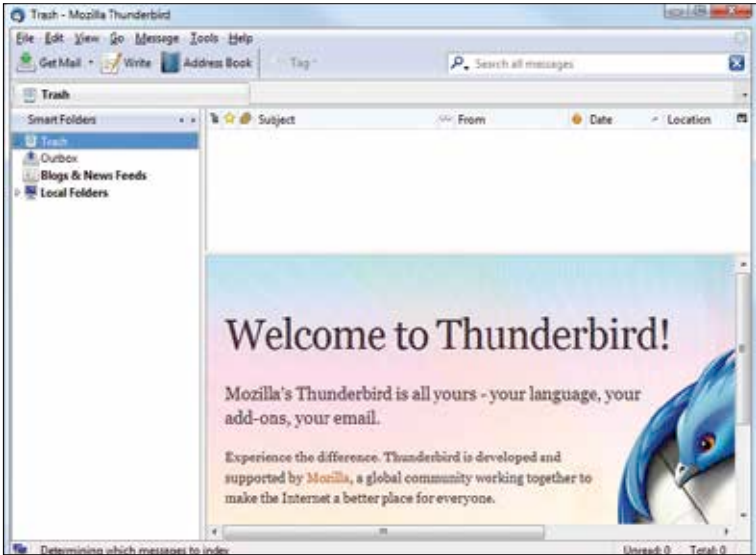 Trash - Mozilla Thunderbird
File Edit View Go Message Tools Help
Get Mail Write Address Book Tag Search all messages
Trash
Smart Folders
Subject From Date Location
Trash
Outbox
Blogs & News Feeds
Local Folders
Welcome to Thunderbird!
Mozilla's Thunderbird is all yours - your language, your
add-ons, your email.
Experience the difference. Thunderbird is developed and
supported by Mozilla, a global community working together to
make the Internet a better place for everyone.
Determining which messages to index Unread: 0 Total: 0